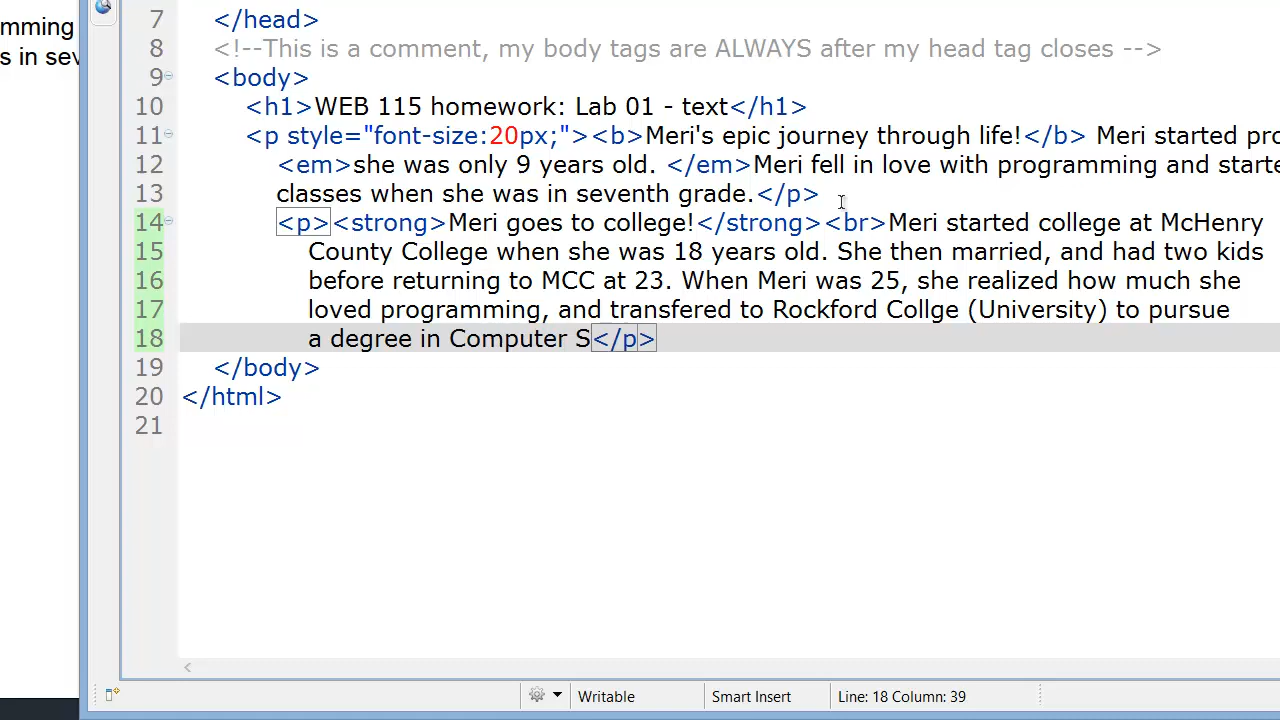 mming
s in sev
7 </head>
8 <!--This is a comment, my body tags are ALWAYS after my head tag closes -->
9 <body>
10 <h1>WEB 115 homework: Lab 01 - text</h1>
11 <p style="font-size:20px;"><b>Meri's epic journey through life!</b> Meri started pro
12 <em>she was only 9 years old. </em>Meri fell in love with programming and starte
13 classes when she was in seventh grade.</p>
14 <p><strong>Meri goes to college!</strong><br>Meri started college at McHenry
15 County College when she was 18 years old. She then married, and had two kids
16 before returning to MCC at 23. When Meri was 25, she realized how much she
17 loved programming, and transfered to Rockford Collge (University) to pursue
18 a degree in Computer S</p>
19 </body>
20 </html>
21
Writable Smart Insert Line: 18 Column: 39